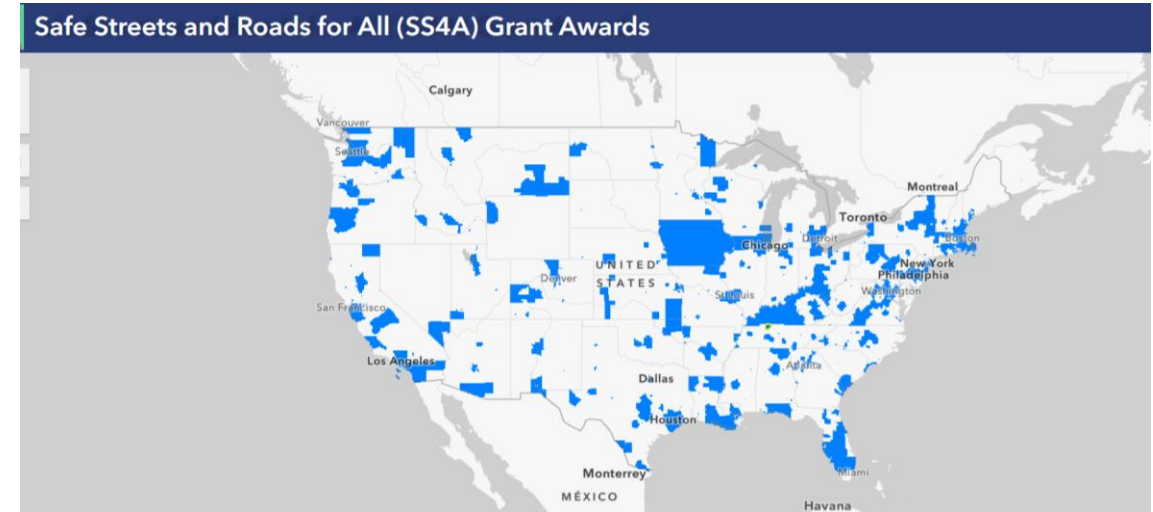 Safe Streets and Roads for All (SS4A) Grant Awards
Calgary
Vancouver
Seattle
Montreal
Toronto
Boston
Detroit
Chicago
New York
Philadelphia
UNITED
STATES
Denver
St Louis
Washington
San Francisco
Los Angeles
Atlanta
Dallas
Houston
Miami
Monterrey
MÉXICO
Havana